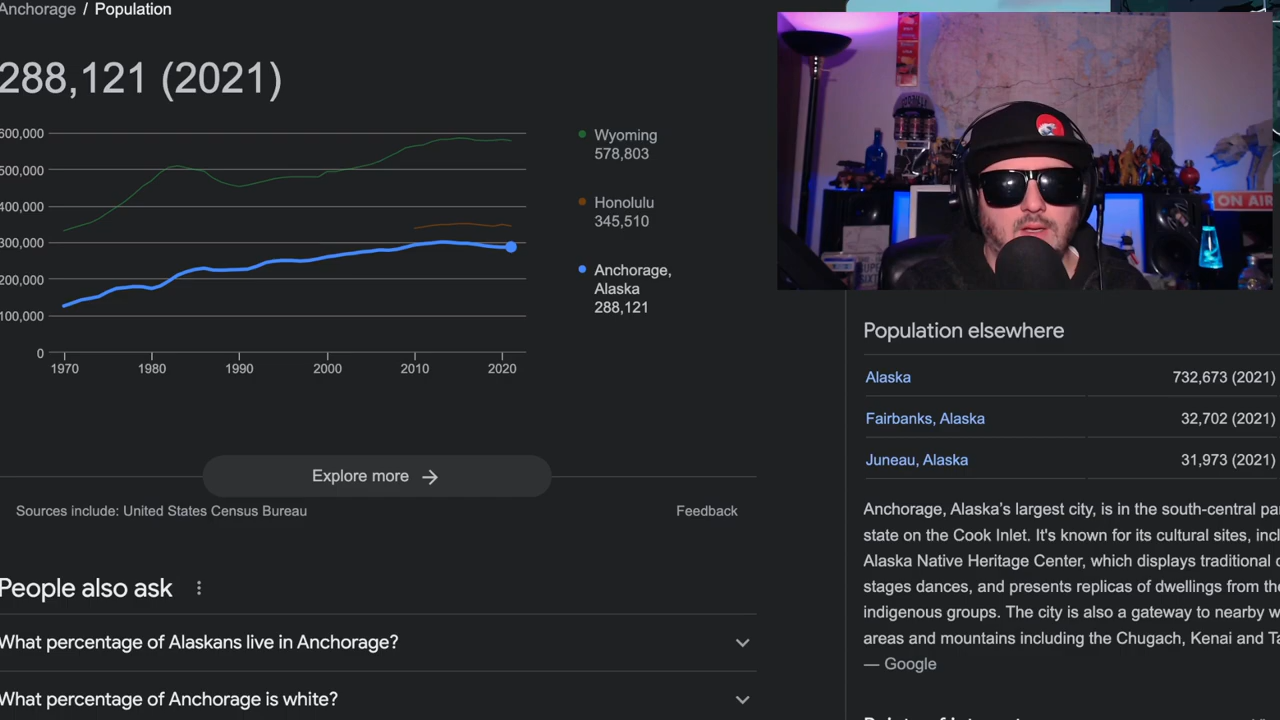 Anchorage / Population
288,121 (2021)
600,000
500,000
400,000
300,000
200,000
100,000
0
1970 1980 1990 2000 2010 2020
Wyoming
578,803
Honolulu
345,510
Anchorage,
Alaska
288,121
Explore more →
Sources include: United States Census Bureau
Feedback
People also ask
What percentage of Alaskans live in Anchorage?
What percentage of Anchorage is white?
ON AIR
Population elsewhere
Alaska 732,673 (2021)
Fairbanks, Alaska 32,702 (2021)
Juneau, Alaska 31,973 (2021)
Anchorage, Alaska's largest city, is in the south-central
state on the Cook Inlet. It's known for its cultural sites,
Alaska Native Heritage Center, which displays traditional
stages dances, and presents replicas of dwellings from
indigenous groups. The city is also a gateway to nearby
areas and mountains including the Chugach, Kenai and
— Google